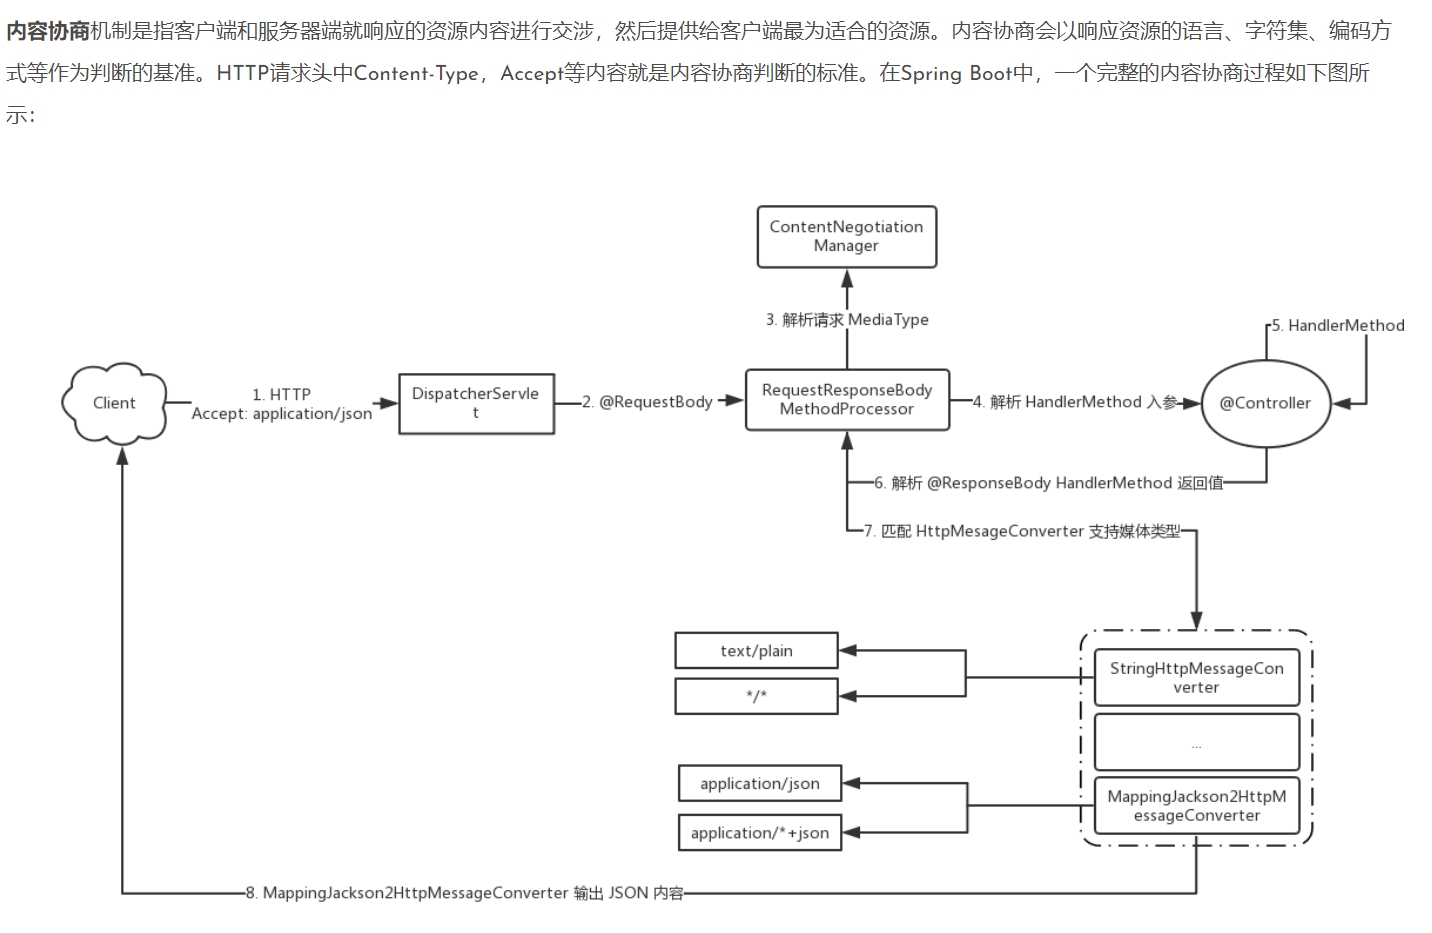 内容协商机制是指客户端和服务器端就响应的资源内容进行交涉，然后提供给客户端最为适合的资源。内容协商会以响应资源的语言、字符集、编码方
式等作为判断的基准。HTTP请求头中Content-Type，Accept等内容就是内容协商判断的标准。在Spring Boot中，一个完整的内容协商过程如下图所
示：
ContentNegotiation
Manager
3. 解析请求 MediaType
5. HandlerMethod
Client
1. HTTP
Accept: application/json
DispatcherServle
t
2. @RequestBody
RequestResponseBody
MethodProcessor
4. 解析 HandlerMethod 入参
@Controller
6. 解析 @ResponseBody HandlerMethod 返回值
7. 匹配 HttpMesageConverter 支持媒体类型
text/plain
*/*
StringHttpMessageCon
verter
...
application/json
application/*+json
MappingJackson2HttpM
essageConverter
8. MappingJackson2HttpMessageConverter 输出 JSON 内容